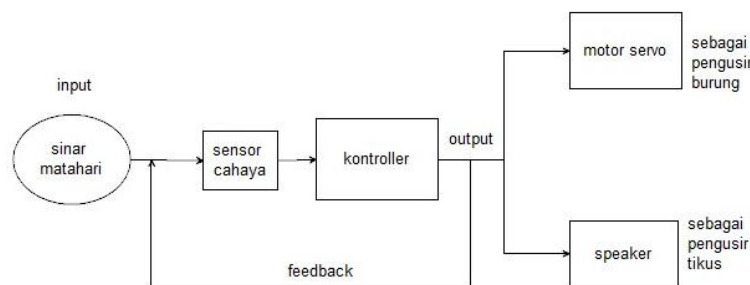 input
sinar
matahari
sensor
cahaya
kontroller
output
motor servo
sebagai
pengusir
burung
speaker
sebagai
pengusir
tikus
feedback